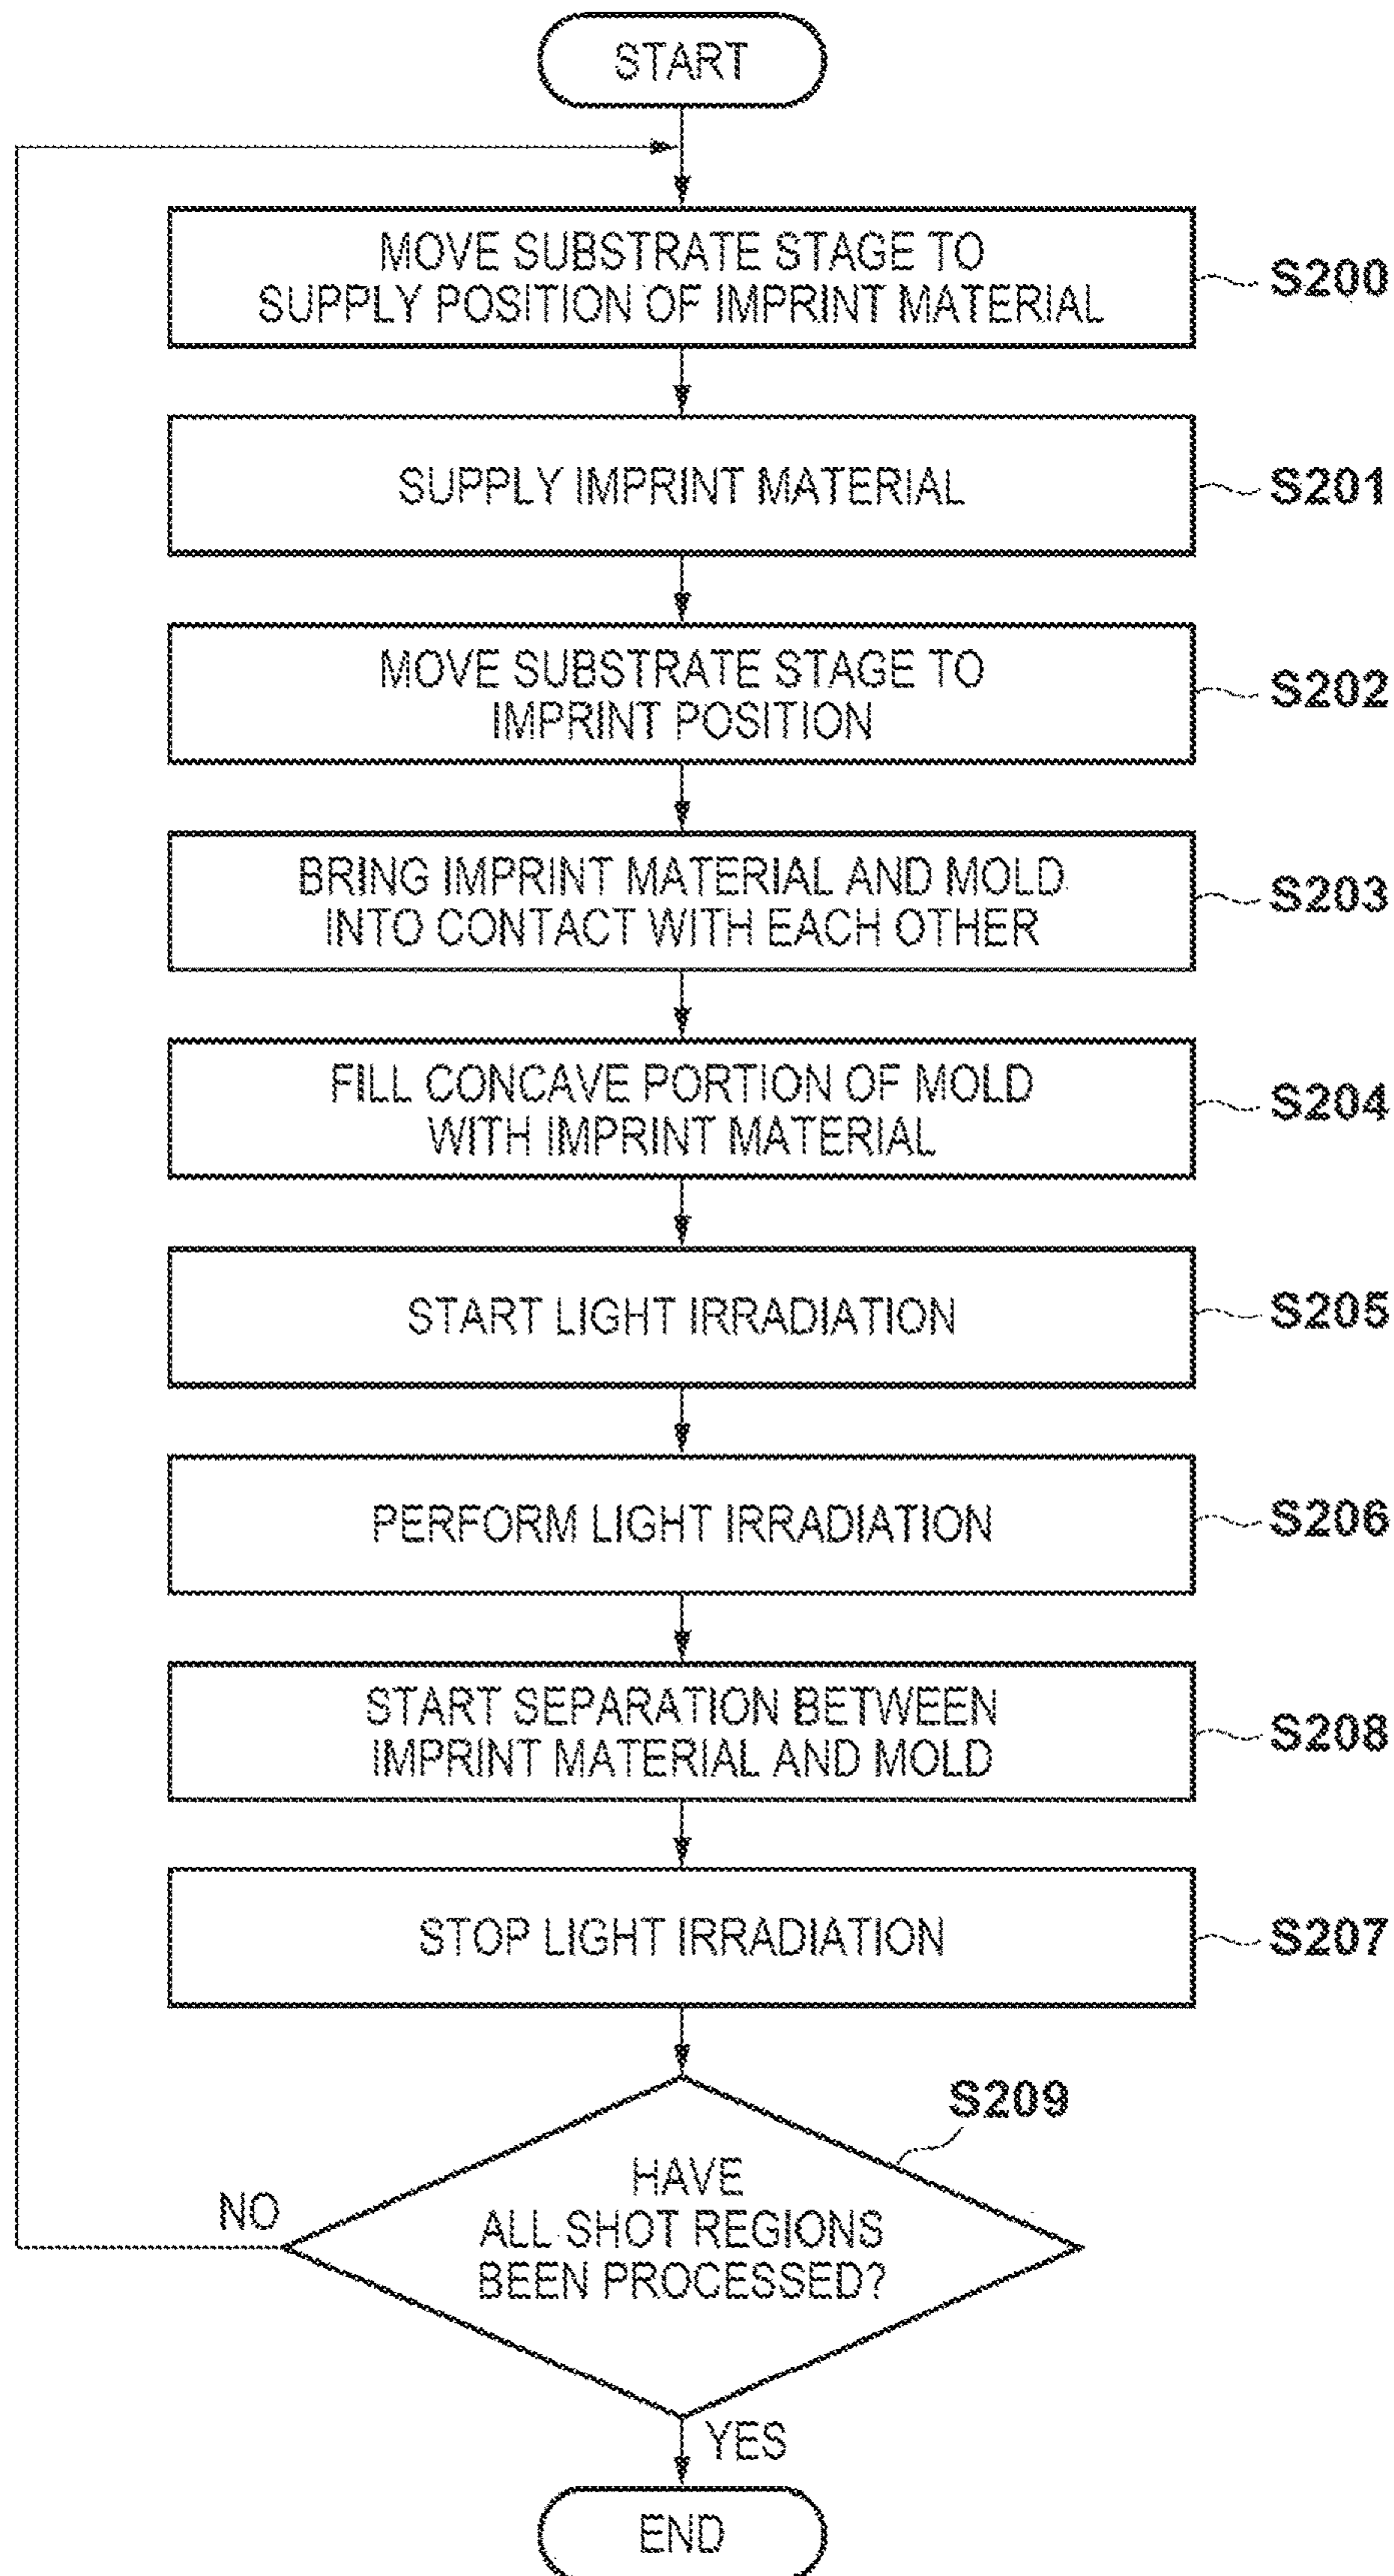 START
MOVE SUBSTRATE STAGE TO
SUPPLY POSITION OF IMPRINT MATERIAL
S200
SUPPLY IMPRINT MATERIAL
S201
MOVE SUBSTRATE STAGE TO
IMPRINT POSITION
S202
BRING IMPRINT MATERIAL AND MOLD
INTO CONTACT WITH EACH OTHER
S203
FILL CONCAVE PORTION OF MOLD
WITH IMPRINT MATERIAL
S204
START LIGHT IRRADIATION
S205
PERFORM LIGHT IRRADIATION
S206
START SEPARATION BETWEEN
IMPRINT MATERIAL AND MOLD
S208
STOP LIGHT IRRADIATION
S207
S209
HAVE
ALL SHOT REGIONS
BEEN PROCESSED?
NO
YES
END